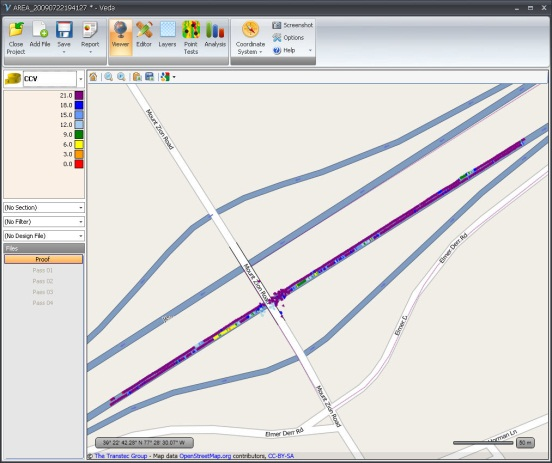 AREA_20090722194127 * - Veda
Close Project
Add File
Save
Report
Viewer
Editor
Layers
Point Tests
Analysis
Coordinate System
Screenshot
Options
Help
CCV
21.0
18.0
15.0
12.0
9.0
6.0
3.0
0.0
(No Section)
(No Filter)
(No Design File)
Files
Proof
Pass 01
Pass 02
Pass 03
Pass 04
Mount Zion Road
Mount Zion Road
Mount Zion Road
Elmer Derr Rd
Elmer D
Elmer Derr Rd
39° 22' 42.28" N 77° 28' 30.07" W
50 m
© The Transtec Group - Map data OpenStreetMap.org contributors, CC-BY-SA